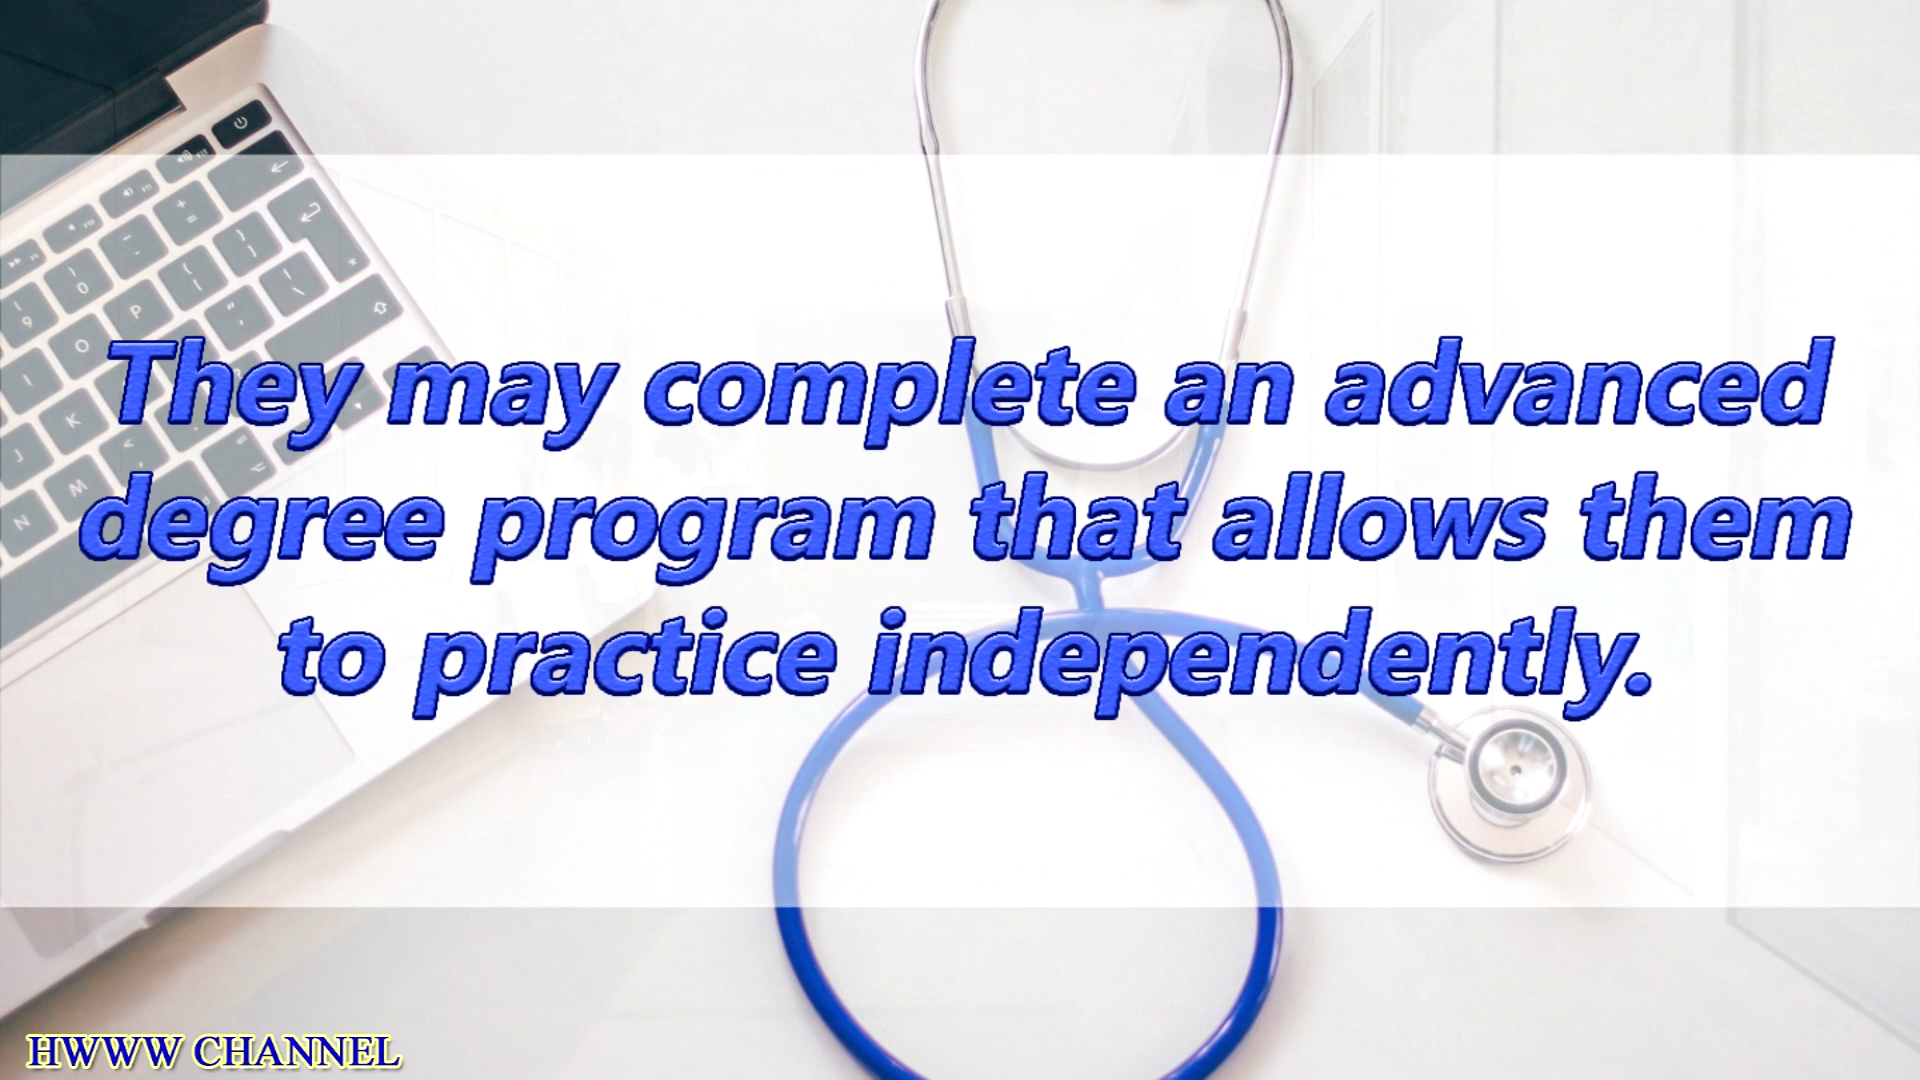 They may complete an advanced
degree program that allows them
to practice independently.
HWWW CHANNEL